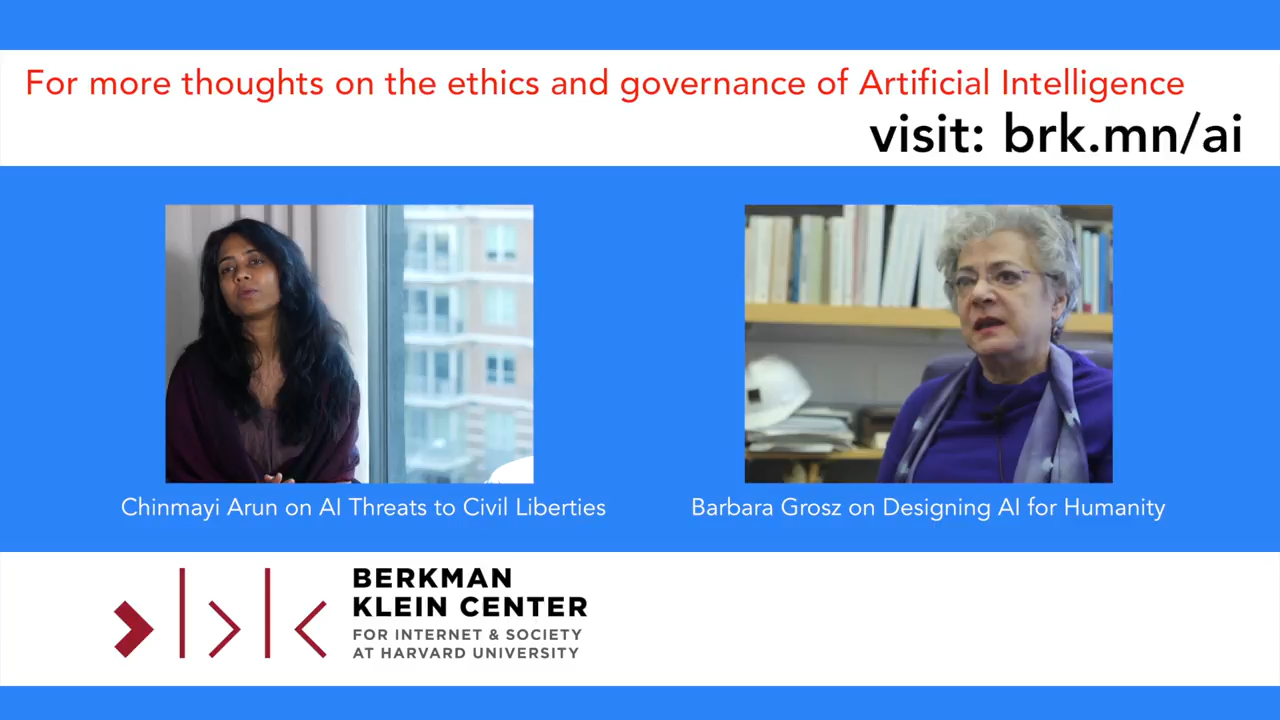 For more thoughts on the ethics and governance of Artificial Intelligence
visit: brk.mn/ai
Chinmayi Arun on AI Threats to Civil Liberties
Barbara Grosz on Designing AI for Humanity
BERKMAN
KLEIN CENTER
FOR INTERNET & SOCIETY
AT HARVARD UNIVERSITY